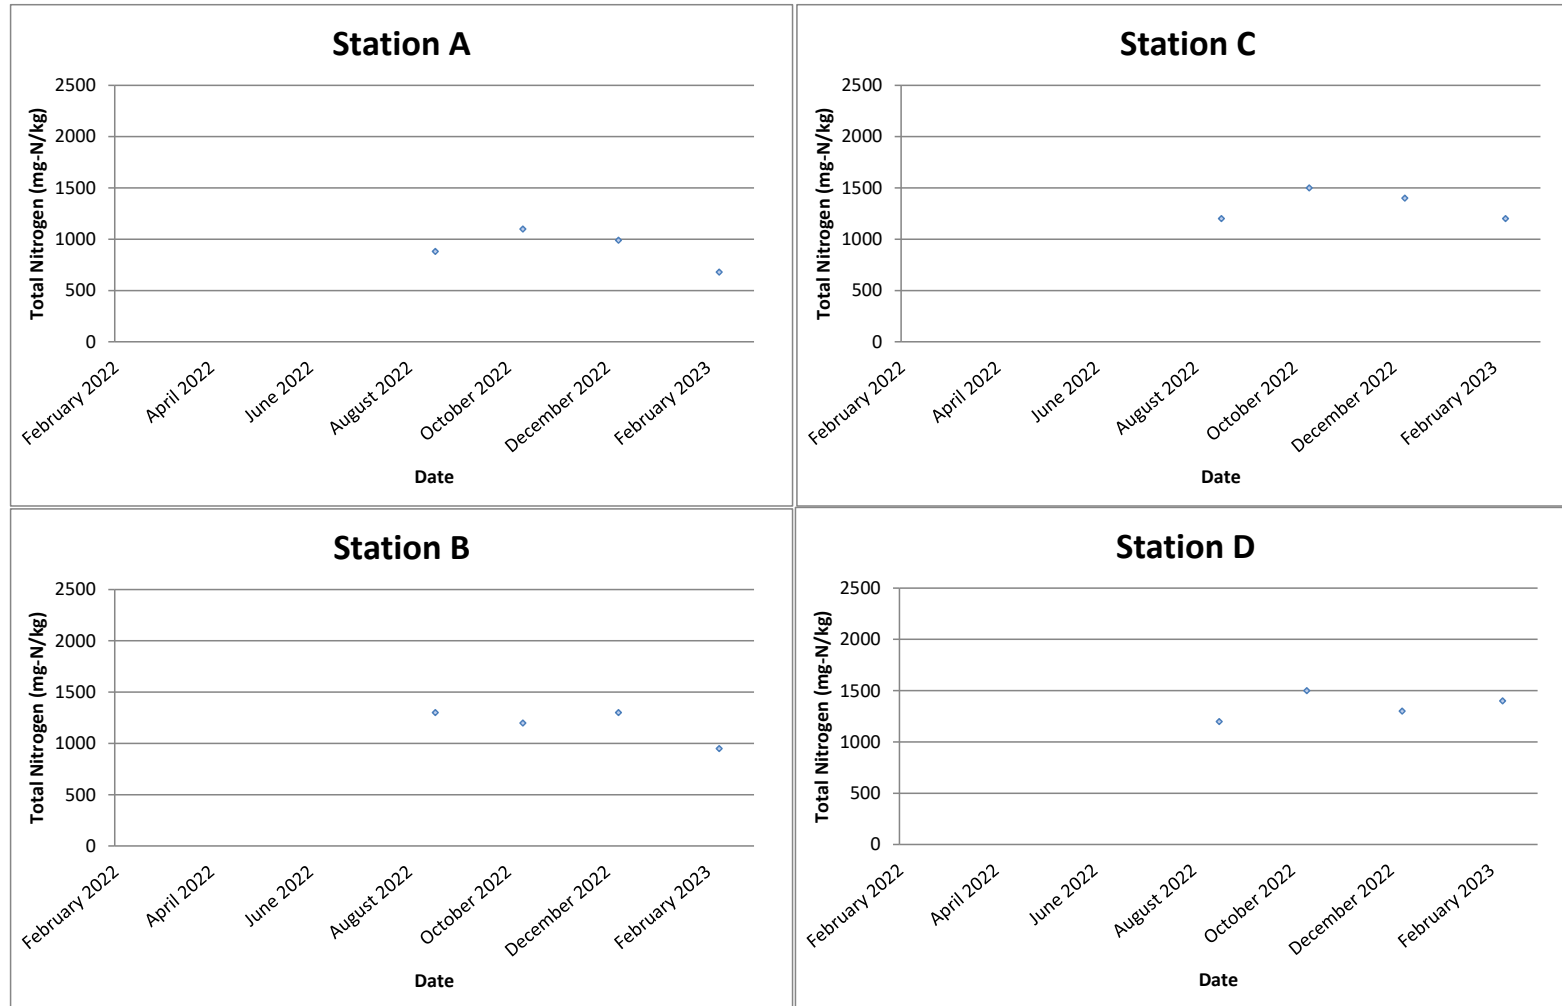 Station A
Total Nitrogen (mg-N/kg)
2500
2000
1500
1000
500
0
February 2022
April 2022
June 2022
August 2022
October 2022
December 2022
February 2023
Date
Station C
Total Nitrogen (mg-N/kg)
2500
2000
1500
1000
500
0
February 2022
April 2022
June 2022
August 2022
October 2022
December 2022
February 2023
Date
Station B
Total Nitrogen (mg-N/kg)
2500
2000
1500
1000
500
0
February 2022
April 2022
June 2022
August 2022
October 2022
December 2022
February 2023
Date
Station D
Total Nitrogen (mg-N/kg)
2500
2000
1500
1000
500
0
February 2022
April 2022
June 2022
August 2022
October 2022
December 2022
February 2023
Date